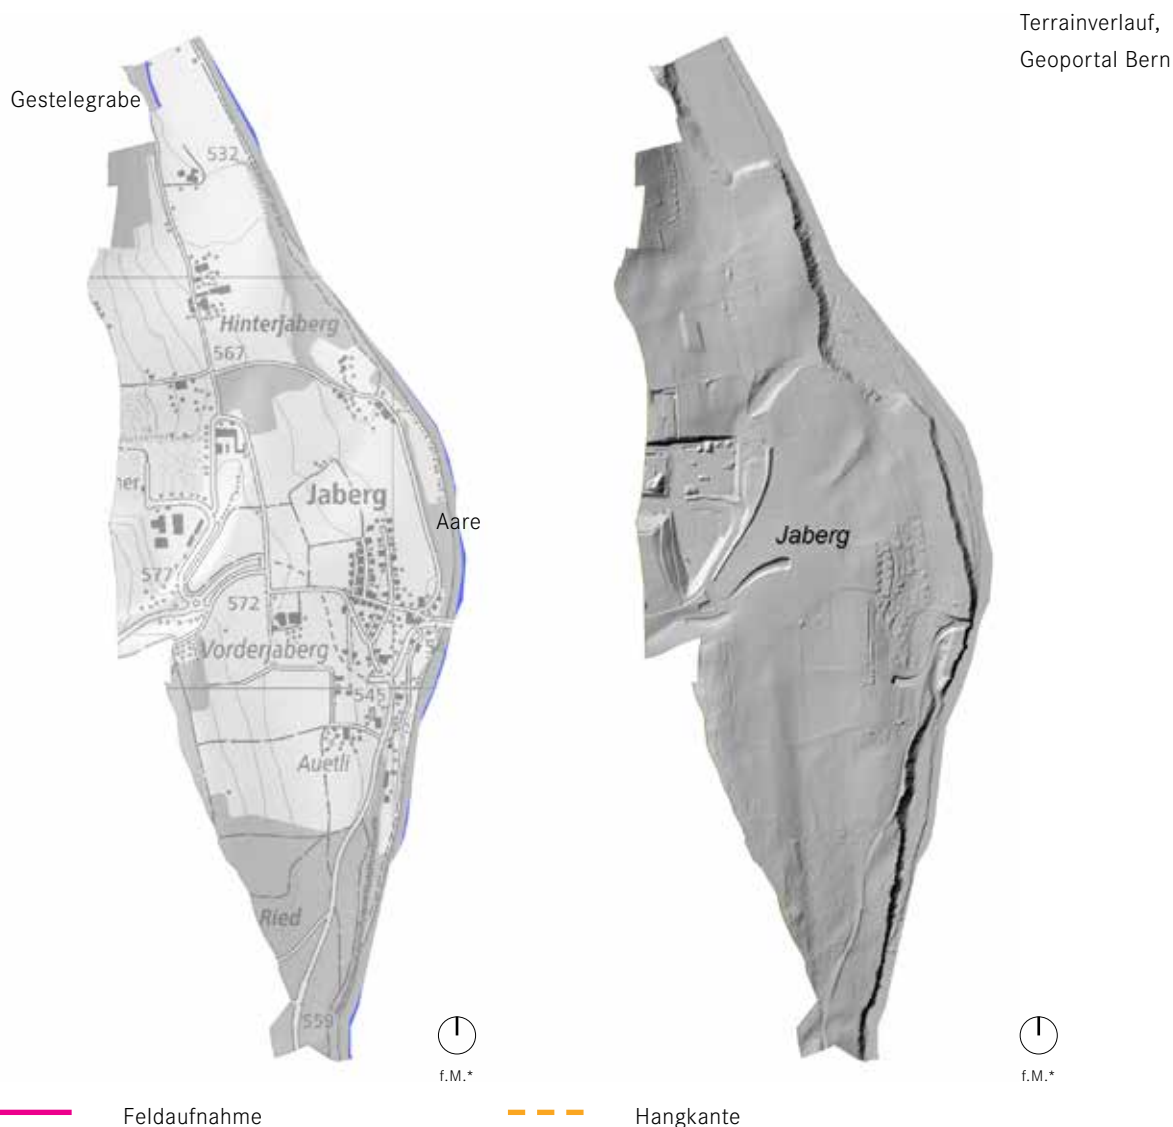 Terrainverlauf,
Geoportal Bern
Gestelegrabe
532
Hinterjaberg
567
Jaberg
Aare
577
572
Vorderjaberg
545
Auetli
Ried
559
Jaberg
f.M.*
f.M.*
Feldaufnahme
Hangkante